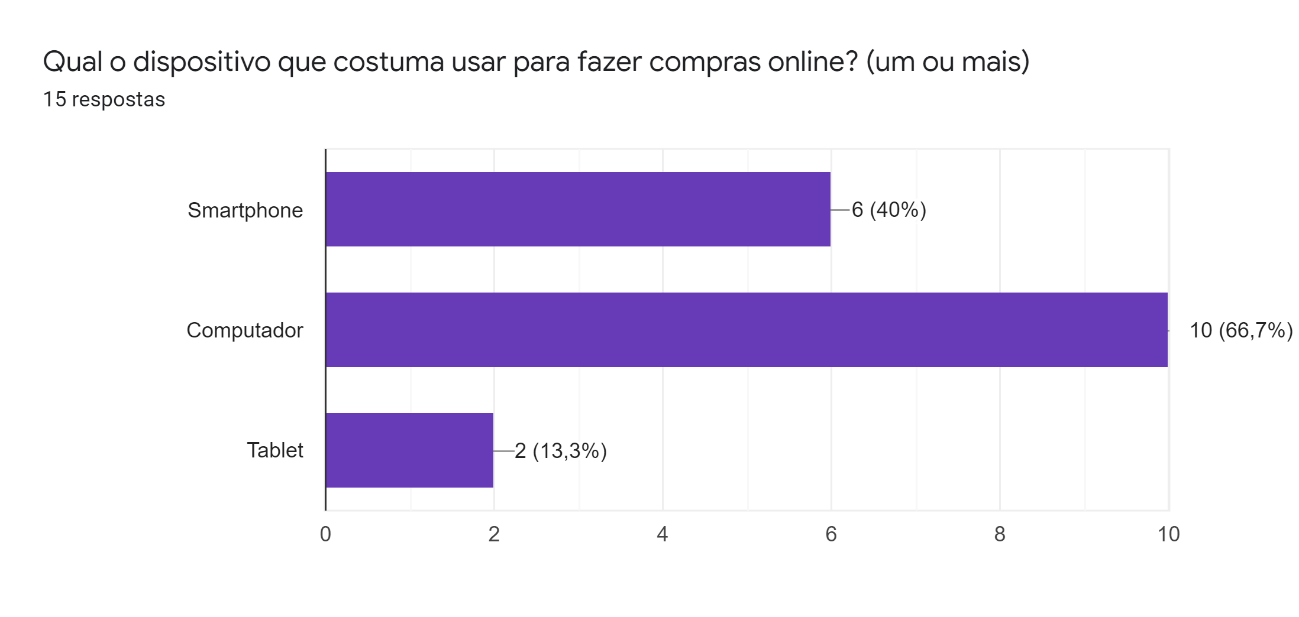 Qual o dispositivo que costuma usar para fazer compras online? (um ou mais)
15 respostas
Smartphone
6 (40%)
Computador
10 (66,7%)
Tablet
2 (13,3%)
0 2 4 6 8 10